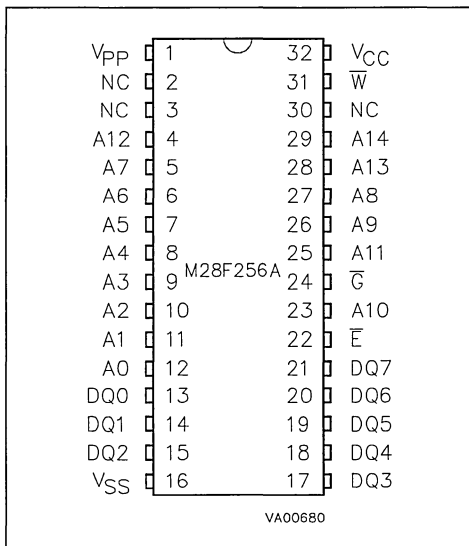 VPP 1 32 VCC
NC 2 31 W̅
NC 3 30 NC
A12 4 29 A14
A7 5 28 A13
A6 6 27 A8
A5 7 26 A9
A4 8 25 A11
M28F256A
A3 9 24 G̅
A2 10 23 A10
A1 11 22 E̅
A0 12 21 DQ7
DQ0 13 20 DQ6
DQ1 14 19 DQ5
DQ2 15 18 DQ4
VSS 16 17 DQ3
VA00680